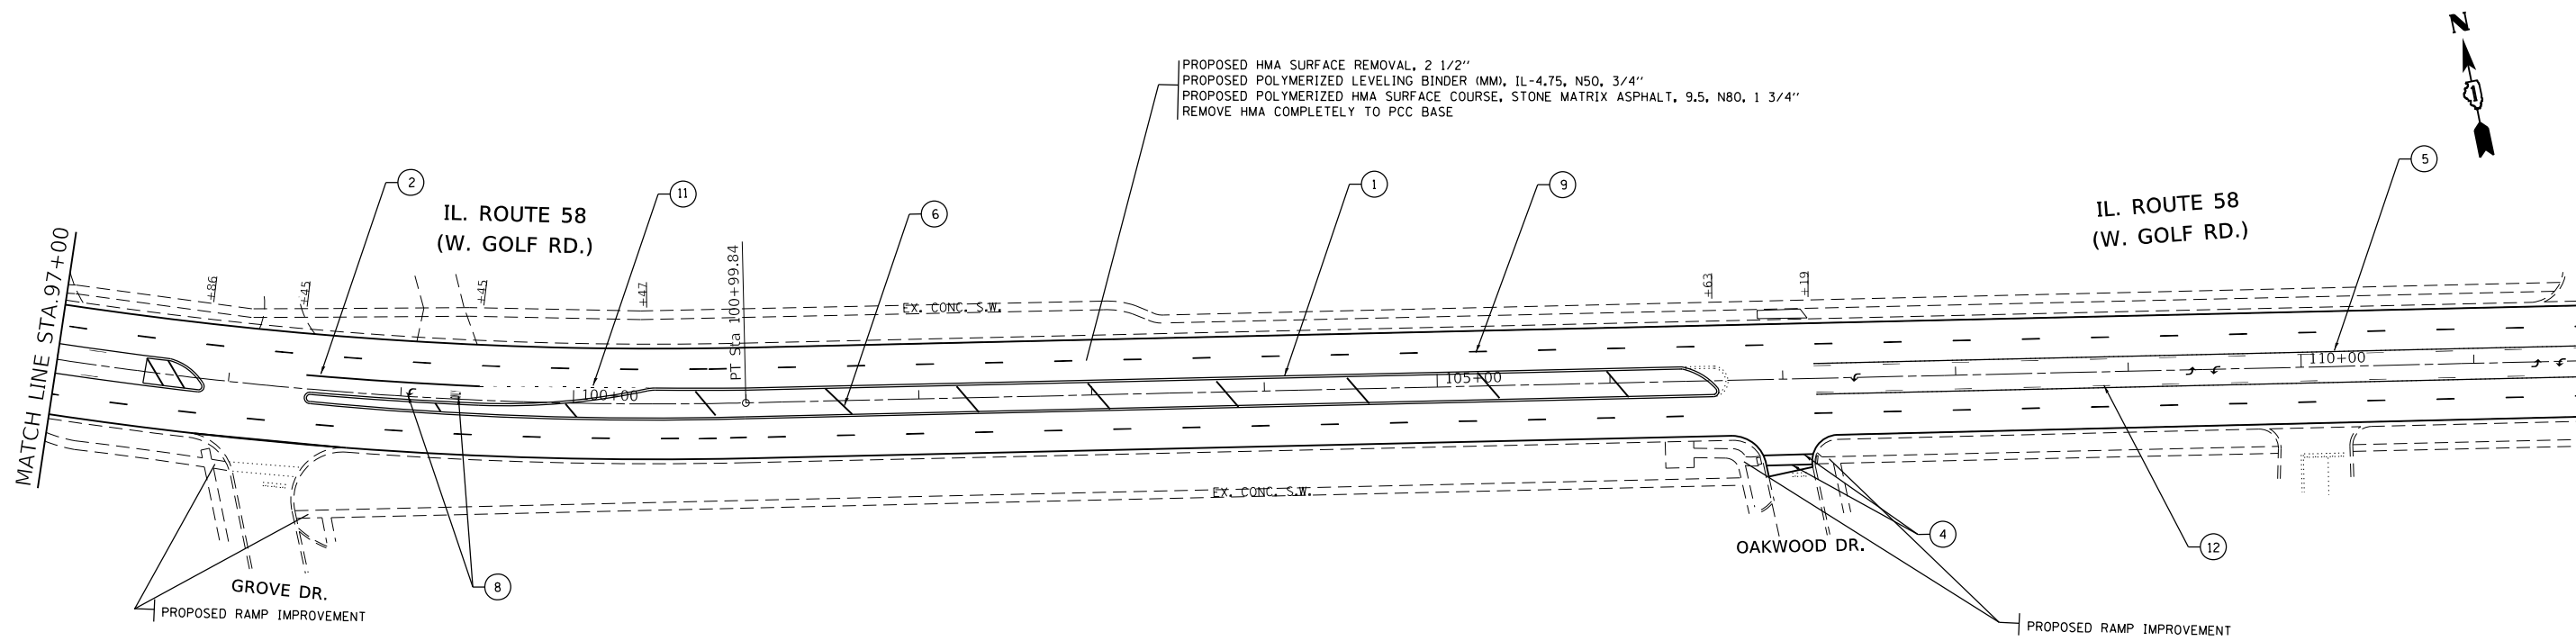 N
PROPOSED HMA SURFACE REMOVAL, 2 1/2''
PROPOSED POLYMERIZED LEVELING BINDER (MM), IL-4.75, N50, 3/4''
PROPOSED POLYMERIZED HMA SURFACE COURSE, STONE MATRIX ASPHALT, 9.5, N80, 1 3/4''
REMOVE HMA COMPLETELY TO PCC BASE
1
2
11
6
1
9
5
IL. ROUTE 58
(W. GOLF RD.)
IL. ROUTE 58
(W. GOLF RD.)
MATCH LINE STA.97+00
+86
+45
+45
+47
PT Sta 100+99.84
+63
+19
EX. CONC. S.W.
100+00
105+00
110+00
EX. CONC. S.W.
4
12
8
OAKWOOD DR.
GROVE DR.
PROPOSED RAMP IMPROVEMENT
PROPOSED RAMP IMPROVEMENT